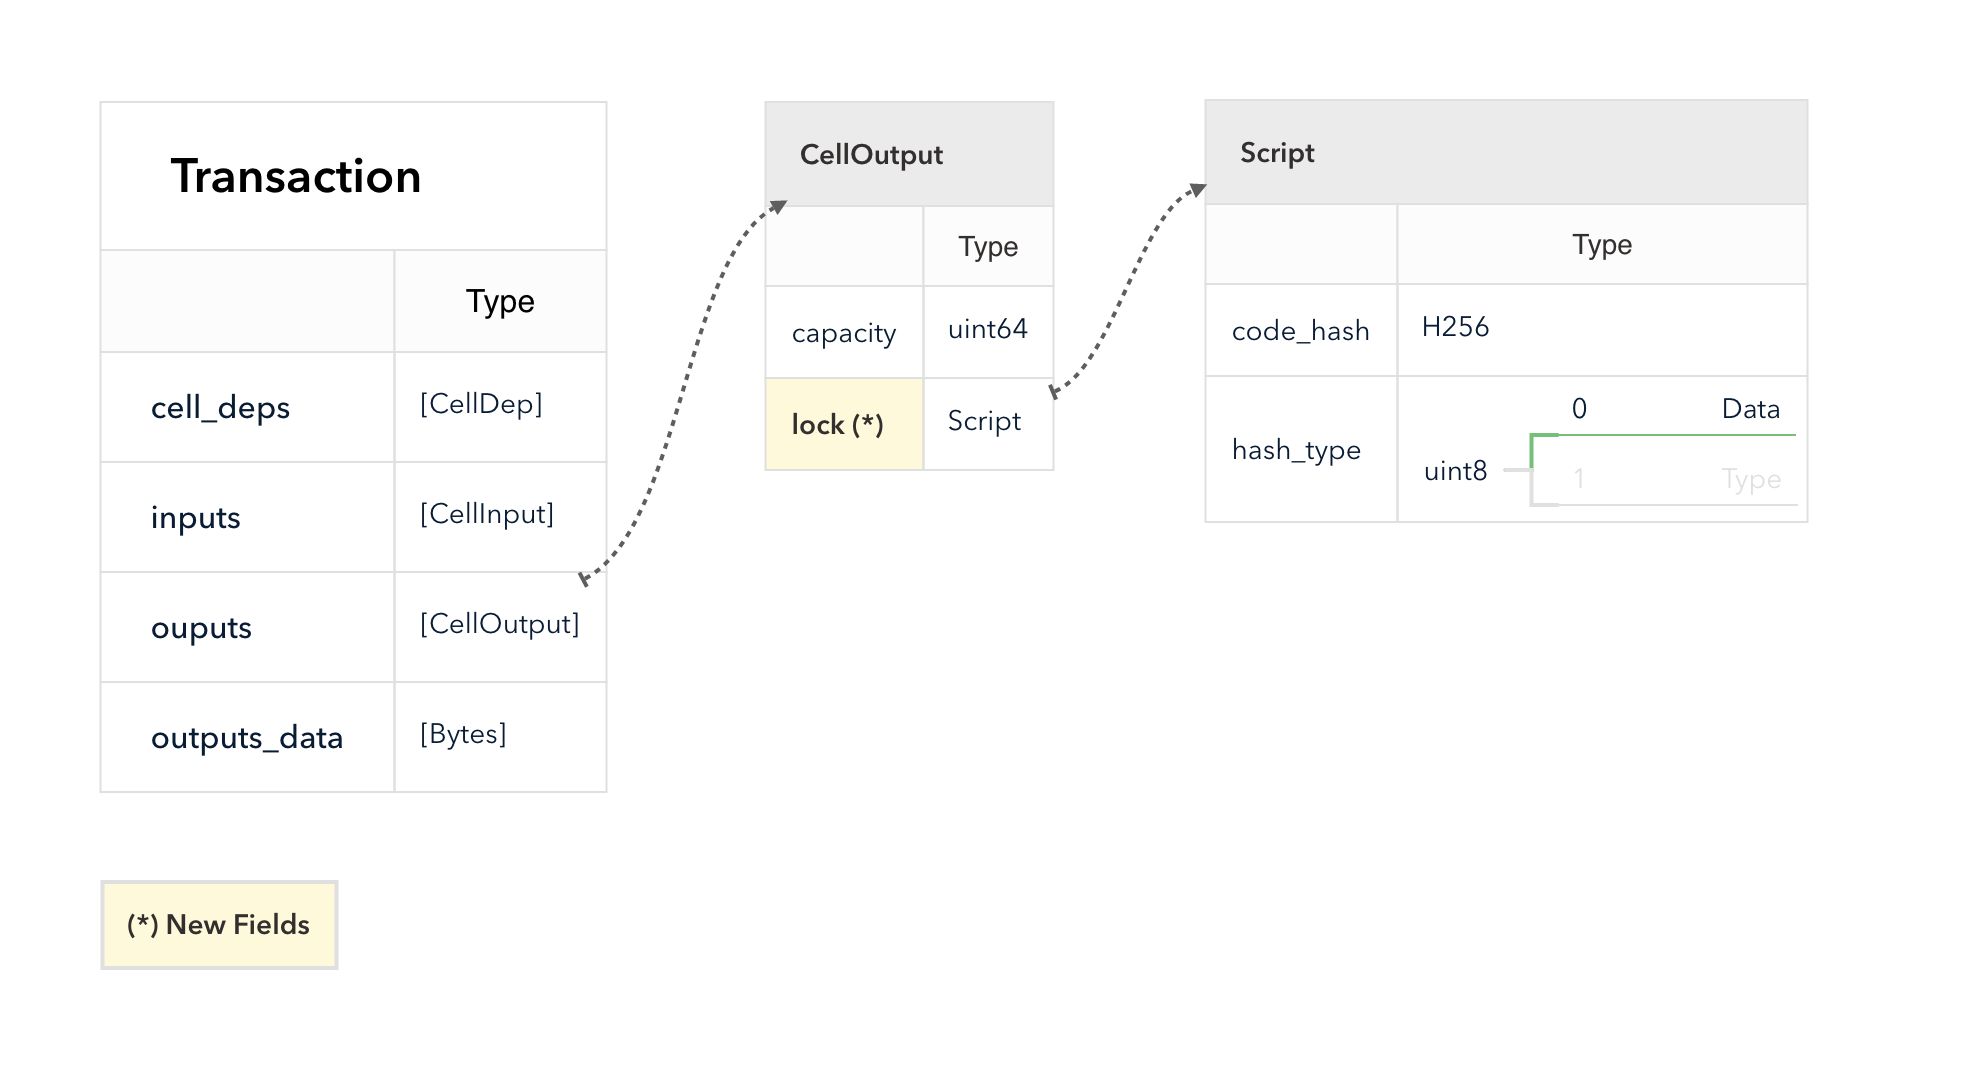 Transaction
Type
cell_deps [CellDep]
inputs [CellInput]
ouputs [CellOutput]
outputs_data [Bytes]
(*) New Fields
CellOutput
Type
capacity uint64
lock (*) Script
Script
Type
code_hash H256
hash_type uint8
0 Data
1 Type